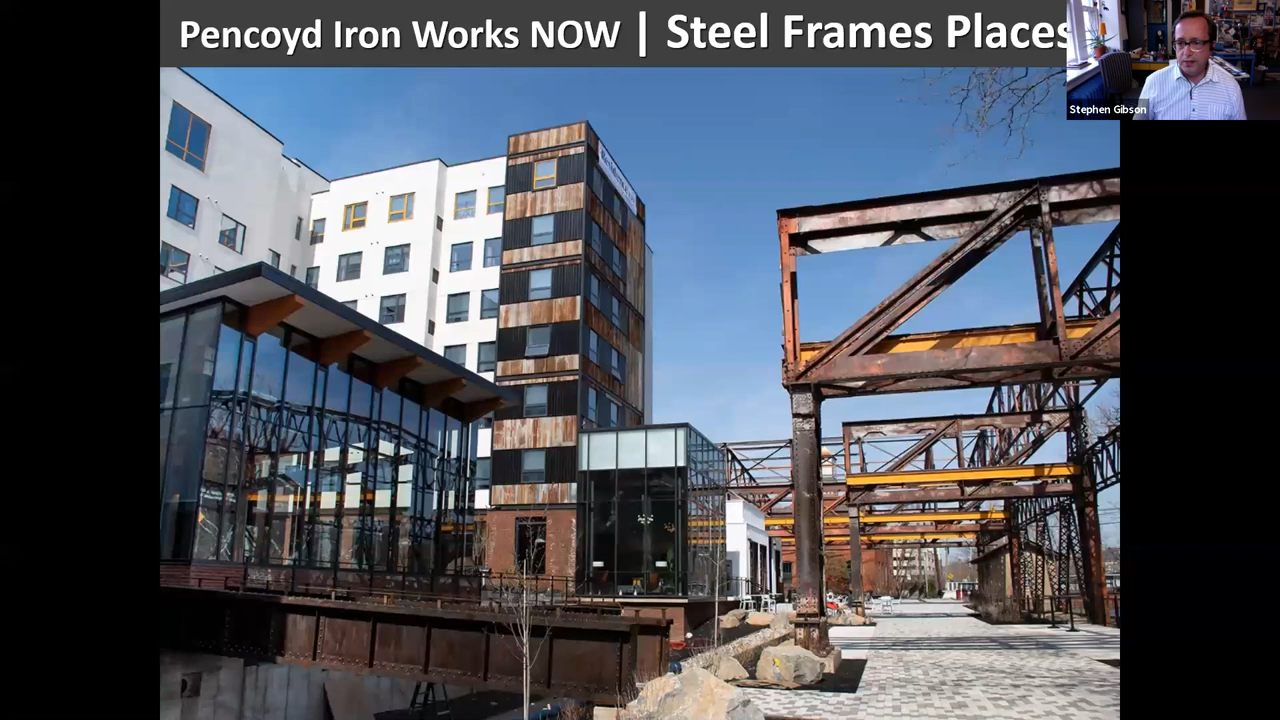 Pencoyd Iron Works NOW | Steel Frames Places
Stephen Gibson